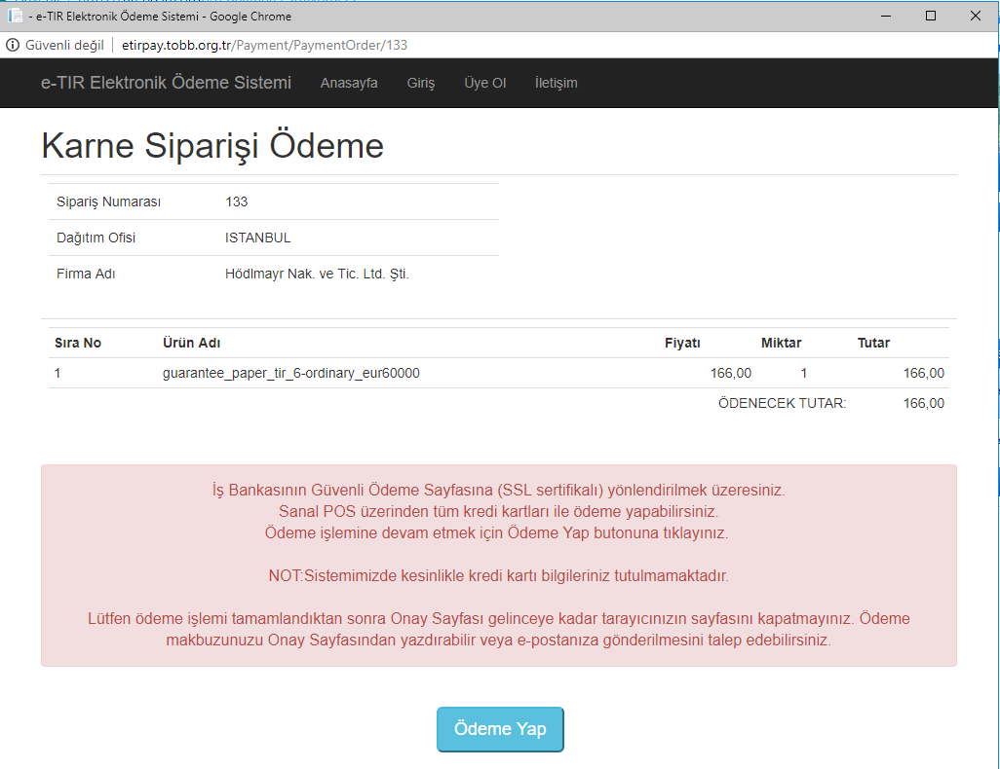 - e-TIR Elektronik Ödeme Sistemi - Google Chrome
Güvenli değil | etirpay.tobb.org.tr/Payment/PaymentOrder/133
e-TIR Elektronik Ödeme Sistemi Anasayfa Giriş Üye Ol İletişim
Karne Siparişi Ödeme
Sipariş Numarası 133
Dağıtım Ofisi ISTANBUL
Firma Adı Hödlmayr Nak. ve Tic. Ltd. Şti.
Sıra No Ürün Adı Fiyatı Miktar Tutar
1 guarantee_paper_tir_6-ordinary_eur60000 166,00 1 166,00
ÖDENECEK TUTAR: 166,00
İş Bankasının Güvenli Ödeme Sayfasına (SSL sertifikalı) yönlendirilmek üzeresiniz.
Sanal POS üzerinden tüm kredi kartları ile ödeme yapabilirsiniz.
Ödeme işlemine devam etmek için Ödeme Yap butonuna tıklayınız.
NOT:Sistemimizde kesinlikle kredi kartı bilgileriniz tutulmamaktadır.
Lütfen ödeme işlemi tamamlandıktan sonra Onay Sayfası gelinceye kadar tarayıcınızın sayfasını kapatmayınız. Ödeme
makbuzunuzu Onay Sayfasından yazdırabilir veya e-postanıza gönderilmesini talep edebilirsiniz.
Ödeme Yap